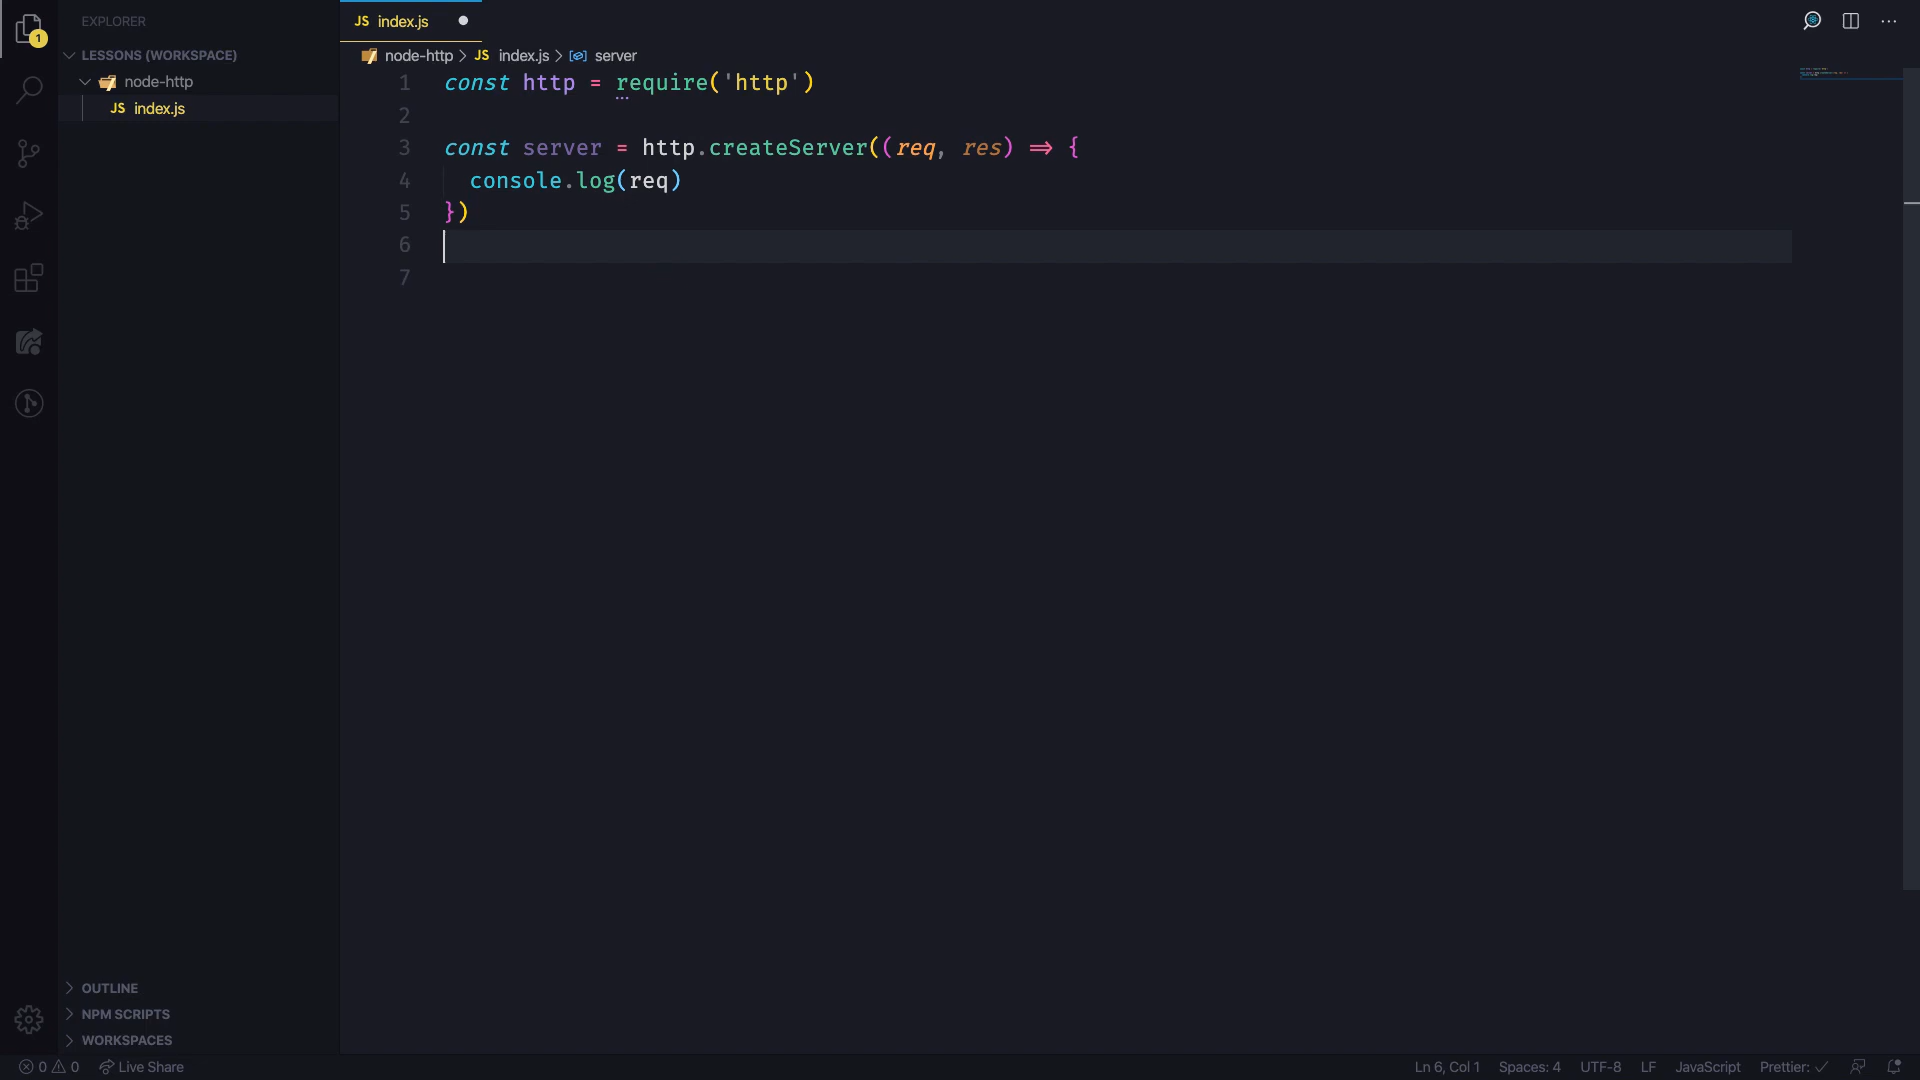 1
EXPLORER
LESSONS (WORKSPACE)
node-http
JS index.js
OUTLINE
NPM SCRIPTS
WORKSPACES
JS index.js
node-http > JS index.js > server
1 const http = require('http')
2
3 const server = http.createServer((req, res) => {
4 console.log(req)
5 })
6
7
0 0 Live Share
Ln 6, Col 1 Spaces: 4 UTF-8 LF JavaScript Prettier: ✓